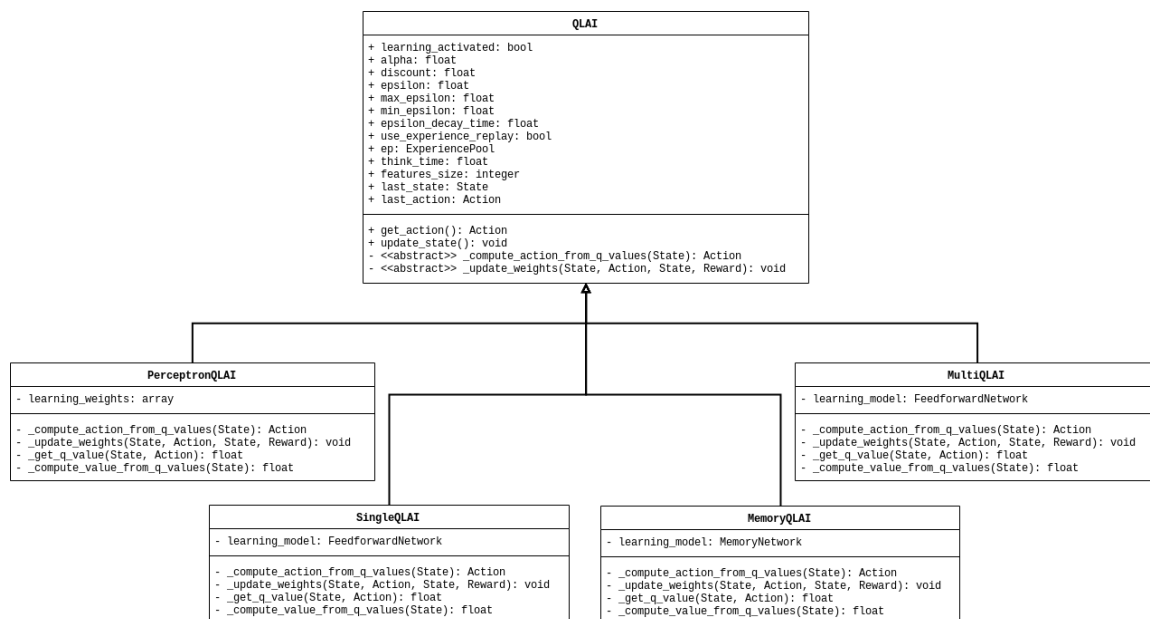 QLAI
+ learning_activated: bool
+ alpha: float
+ discount: float
+ epsilon: float
+ max_epsilon: float
+ min_epsilon: float
+ epsilon_decay_time: float
+ use_experience_replay: bool
+ ep: ExperiencePool
+ think_time: float
+ features_size: integer
+ last_state: State
+ last_action: Action
+ get_action(): Action
+ update_state(): void
- <<abstract>> _compute_action_from_q_values(State): Action
- <<abstract>> _update_weights(State, Action, State, Reward): void
PerceptronQLAI
- learning_weights: array
- _compute_action_from_q_values(State): Action
- _update_weights(State, Action, State, Reward): void
- _get_q_value(State, Action): float
- _compute_value_from_q_values(State): float
MultiQLAI
- learning_model: FeedforwardNetwork
- _compute_action_from_q_values(State): Action
- _update_weights(State, Action, State, Reward): void
- _get_q_value(State, Action): float
- _compute_value_from_q_values(State): float
SingleQLAI
- learning_model: FeedforwardNetwork
- _compute_action_from_q_values(State): Action
- _update_weights(State, Action, State, Reward): void
- _get_q_value(State, Action): float
- _compute_value_from_q_values(State): float
MemoryQLAI
- learning_model: MemoryNetwork
- _compute_action_from_q_values(State): Action
- _update_weights(State, Action, State, Reward): void
- _get_q_value(State, Action): float
- _compute_value_from_q_values(State): float